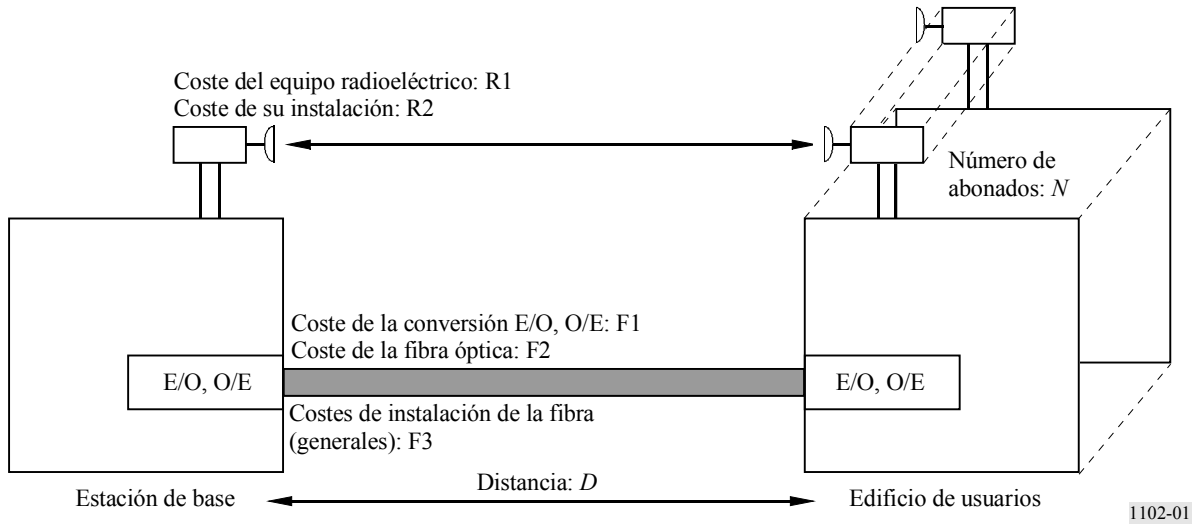 Coste del equipo radioeléctrico: R1
Coste de su instalación: R2
Número de
abonados: N
Coste de la conversión E/O, O/E: F1
Coste de la fibra óptica: F2
E/O, O/E
E/O, O/E
Costes de instalación de la fibra
(generales): F3
Distancia: D
Estación de base
Edificio de usuarios
1102-01